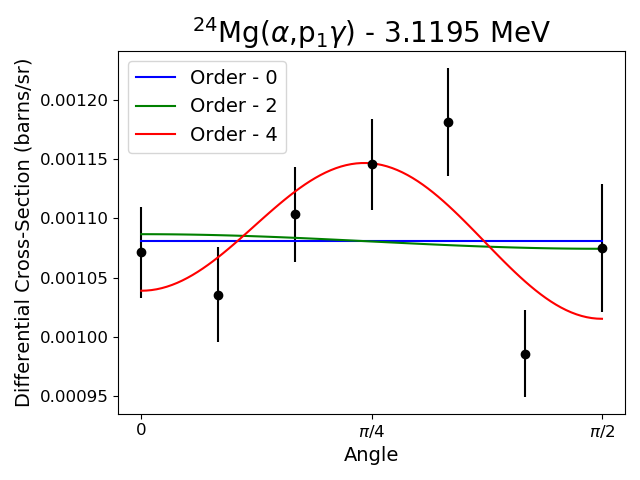 ²⁴Mg(α,p₁γ) - 3.1195 MeV
Order - 0
Order - 2
Order - 4
Differential Cross-Section (barns/sr)
0.00120
0.00115
0.00110
0.00105
0.00100
0.00095
0
π/4
π/2
Angle